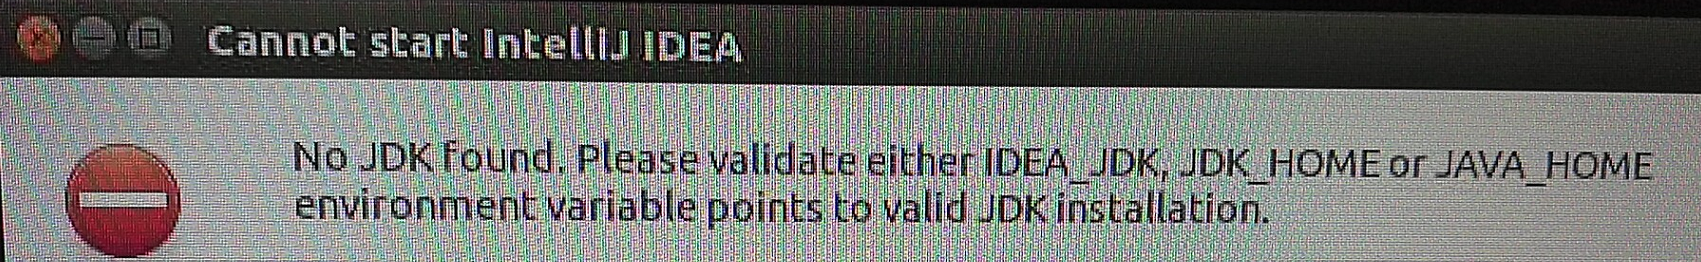 Cannot start IntelliJ IDEA
No JDK found. Please validate either IDEA_JDK, JDK_HOME or JAVA_HOME
environment variable points to valid JDK installation.